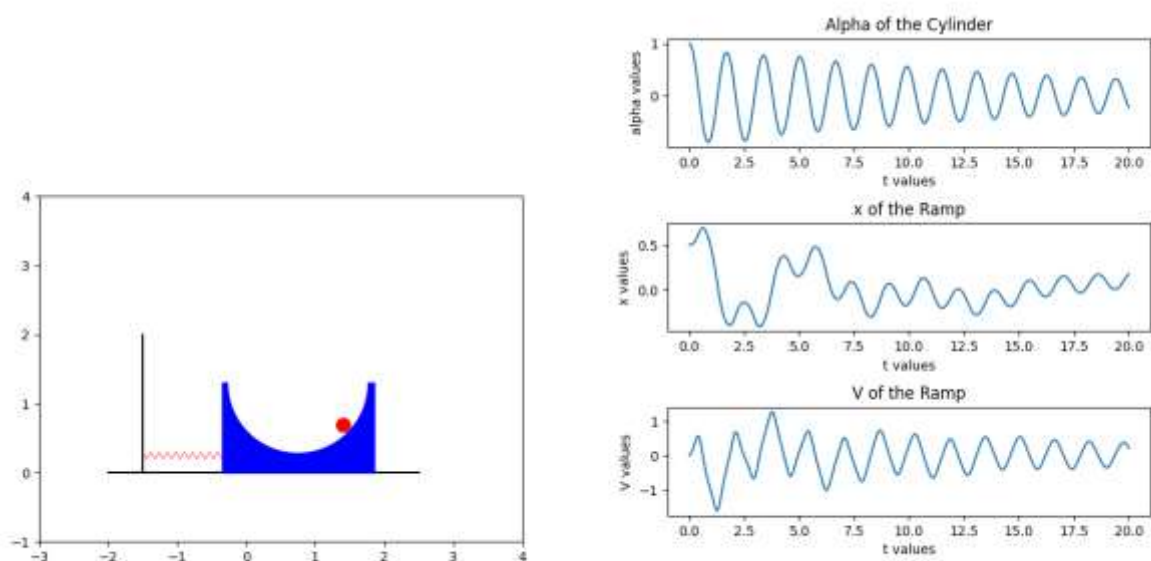 4
3
2
1
0
−1
−3 −2 −1 0 1 2 3 4
Alpha of the Cylinder
alpha values
1
0
0.0 2.5 5.0 7.5 10.0 12.5 15.0 17.5 20.0
t values
x of the Ramp
x values
0.5
0.0
0.0 2.5 5.0 7.5 10.0 12.5 15.0 17.5 20.0
t values
V of the Ramp
V values
1
0
−1
0.0 2.5 5.0 7.5 10.0 12.5 15.0 17.5 20.0
t values